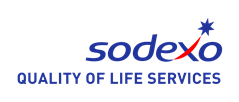 sodexo
QUALITY OF LIFE SERVICES